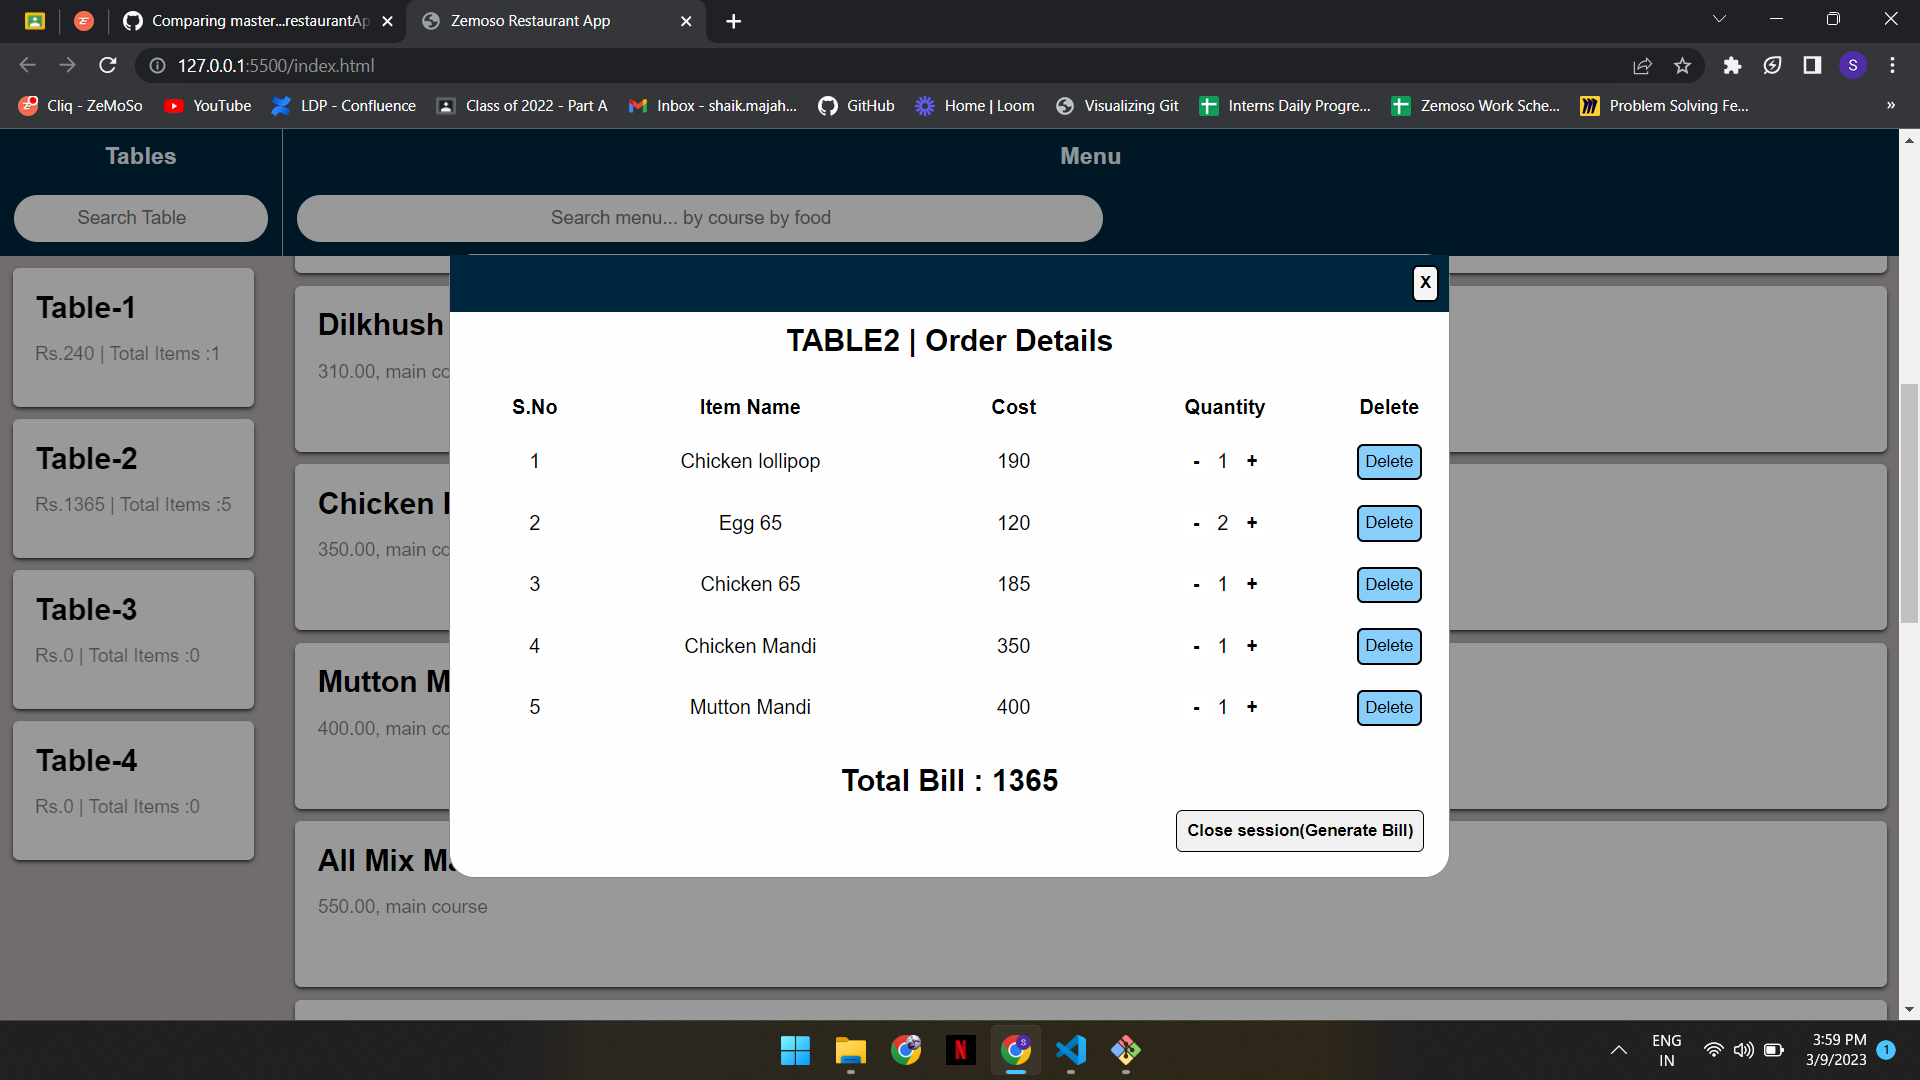 Comparing master...restaurantAp
Zemoso Restaurant App
127.0.0.1:5500/index.html
S
Cliq - ZeMoSo
YouTube
LDP - Confluence
Class of 2022 - Part A
Inbox - shaik.majah...
GitHub
Home | Loom
Visualizing Git
Interns Daily Progre...
Zemoso Work Sche...
Problem Solving Fe...
»
Tables
Menu
Search Table
Search menu... by course by food
Table-1
Rs.240 | Total Items :1
Table-2
Rs.1365 | Total Items :5
Table-3
Rs.0 | Total Items :0
Table-4
Rs.0 | Total Items :0
Dilkhush
310.00, main co
Chicken
350.00, main co
Mutton M
400.00, main co
All Mix Ma
550.00, main course
X
TABLE2 | Order Details
S.No Item Name Cost Quantity Delete
1 Chicken lollipop 190 - 1 + Delete
2 Egg 65 120 - 2 + Delete
3 Chicken 65 185 - 1 + Delete
4 Chicken Mandi 350 - 1 + Delete
5 Mutton Mandi 400 - 1 + Delete
Total Bill : 1365
Close session(Generate Bill)
N
S
ENG
IN
3:59 PM
3/9/2023
1